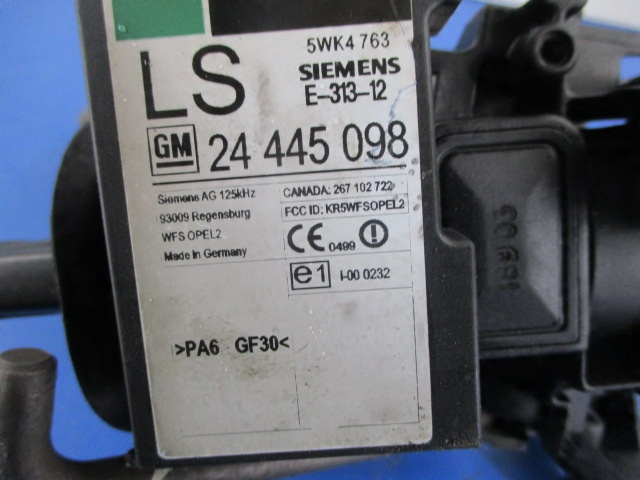 LS
5WK4 763
SIEMENS
E-313-12
GM 24 445 098
Siemens AG 125kHz
93009 Regensburg
WFS OPEL2
Made in Germany
CANADA: 267 102 722
FCC ID: KR5WFSOPEL2
CE 0499
e1 I-00 0232
>PA6 GF30<